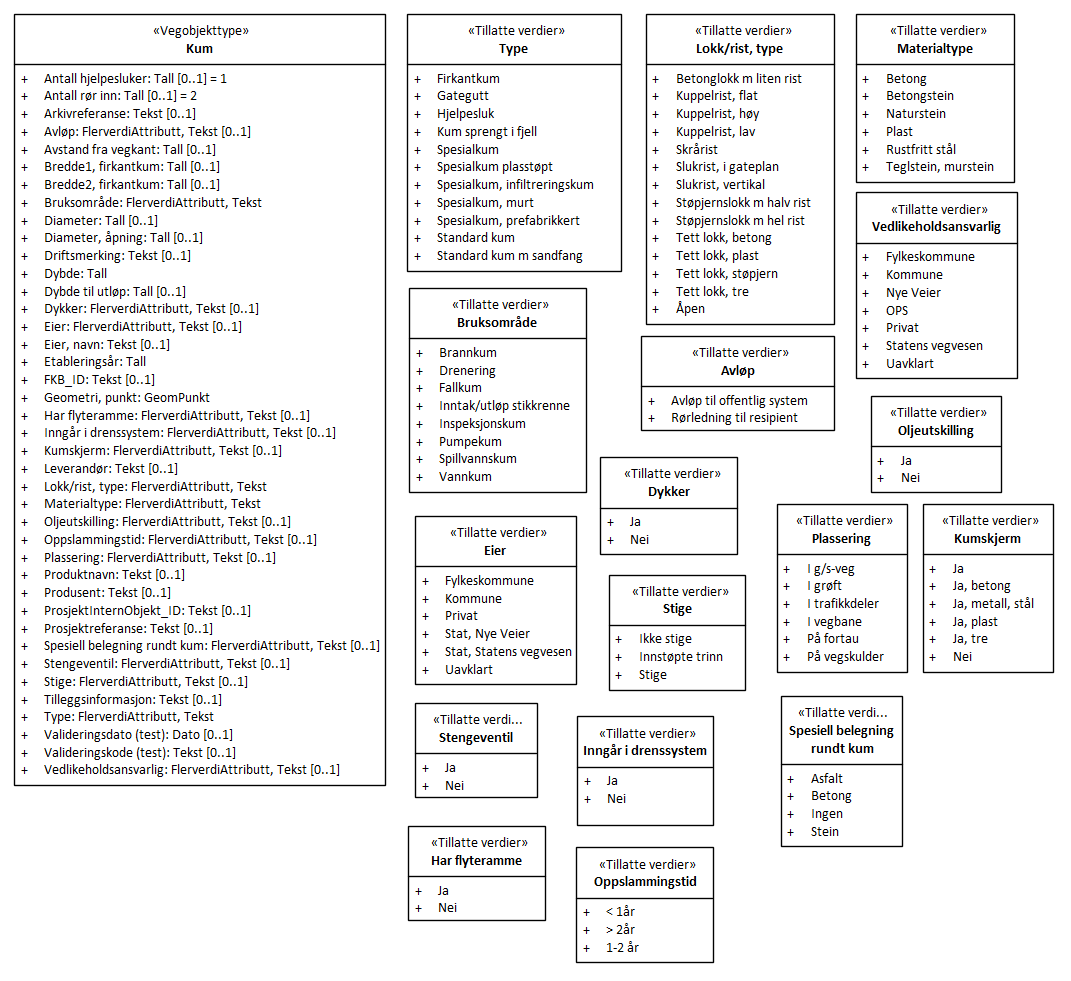 «Vegobjekttype»
Kum
+ Antall hjelpesluker: Tall [0..1] = 1
+ Antall rør inn: Tall [0..1] = 2
+ Arkivreferanse: Tekst [0..1]
+ Avløp: FlerverdiAttributt, Tekst [0..1]
+ Avstand fra vegkant: Tall [0..1]
+ Bredde1, firkantkum: Tall [0..1]
+ Bredde2, firkantkum: Tall [0..1]
+ Bruksområde: FlerverdiAttributt, Tekst
+ Diameter: Tall [0..1]
+ Diameter, åpning: Tall [0..1]
+ Driftsmerking: Tekst [0..1]
+ Dybde: Tall
+ Dybde til utløp: Tall [0..1]
+ Dykker: FlerverdiAttributt, Tekst [0..1]
+ Eier: FlerverdiAttributt, Tekst [0..1]
+ Eier, navn: Tekst [0..1]
+ Etableringsår: Tall
+ FKB_ID: Tekst [0..1]
+ Geometri, punkt: GeomPunkt
+ Har flyteramme: FlerverdiAttributt, Tekst [0..1]
+ Inngår i drenssystem: FlerverdiAttributt, Tekst [0..1]
+ Kumskjerm: FlerverdiAttributt, Tekst [0..1]
+ Leverandør: Tekst [0..1]
+ Lokk/rist, type: FlerverdiAttributt, Tekst
+ Materialtype: FlerverdiAttributt, Tekst
+ Oljeutskilling: FlerverdiAttributt, Tekst [0..1]
+ Oppslammingstid: FlerverdiAttributt, Tekst [0..1]
+ Plassering: FlerverdiAttributt, Tekst [0..1]
+ Produktnavn: Tekst [0..1]
+ Produsent: Tekst [0..1]
+ ProsjektInternObjekt_ID: Tekst [0..1]
+ Prosjektreferanse: Tekst [0..1]
+ Spesiell belegning rundt kum: FlerverdiAttributt, Tekst [0..1]
+ Stengeventil: FlerverdiAttributt, Tekst [0..1]
+ Stige: FlerverdiAttributt, Tekst [0..1]
+ Tilleggsinformasjon: Tekst [0..1]
+ Type: FlerverdiAttributt, Tekst
+ Valideringsdato (test): Dato [0..1]
+ Valideringskode (test): Tekst [0..1]
+ Vedlikeholdsansvarlig: FlerverdiAttributt, Tekst [0..1]
«Tillatte verdier»
Type
+ Firkantkum
+ Gategutt
+ Hjelpesluk
+ Kum sprengt i fjell
+ Spesialkum
+ Spesialkum plasstøpt
+ Spesialkum, infiltreringskum
+ Spesialkum, murt
+ Spesialkum, prefabrikkert
+ Standard kum
+ Standard kum m sandfang
«Tillatte verdier»
Lokk/rist, type
+ Betonglokk m liten rist
+ Kuppelrist, flat
+ Kuppelrist, høy
+ Kuppelrist, lav
+ Skrårist
+ Slukrist, i gateplan
+ Slukrist, vertikal
+ Støpjernslokk m halv rist
+ Støpjernslokk m hel rist
+ Tett lokk, betong
+ Tett lokk, plast
+ Tett lokk, støpjern
+ Tett lokk, tre
+ Åpen
«Tillatte verdier»
Materialtype
+ Betong
+ Betongstein
+ Naturstein
+ Plast
+ Rustfritt stål
+ Teglstein, murstein
«Tillatte verdier»
Vedlikeholdsansvarlig
+ Fylkeskommune
+ Kommune
+ Nye Veier
+ OPS
+ Privat
+ Statens vegvesen
+ Uavklart
«Tillatte verdier»
Bruksområde
+ Brannkum
+ Drenering
+ Fallkum
+ Inntak/utløp stikkrenne
+ Inspeksjonskum
+ Pumpekum
+ Spillvannskum
+ Vannkum
«Tillatte verdier»
Avløp
+ Avløp til offentlig system
+ Rørledning til resipient
«Tillatte verdier»
Oljeutskilling
+ Ja
+ Nei
«Tillatte verdier»
Dykker
+ Ja
+ Nei
«Tillatte verdier»
Plassering
+ I g/s-veg
+ I grøft
+ I trafikkdeler
+ I vegbane
+ På fortau
+ På vegskulder
«Tillatte verdier»
Kumskjerm
+ Ja
+ Ja, betong
+ Ja, metall, stål
+ Ja, plast
+ Ja, tre
+ Nei
«Tillatte verdier»
Eier
+ Fylkeskommune
+ Kommune
+ Privat
+ Stat, Nye Veier
+ Stat, Statens vegvesen
+ Uavklart
«Tillatte verdier»
Stige
+ Ikke stige
+ Innstøpte trinn
+ Stige
«Tillatte verdi...
Stengeventil
+ Ja
+ Nei
«Tillatte verdier»
Inngår i drenssystem
+ Ja
+ Nei
«Tillatte verdi...
Spesiell belegning
rundt kum
+ Asfalt
+ Betong
+ Ingen
+ Stein
«Tillatte verdier»
Har flyteramme
+ Ja
+ Nei
«Tillatte verdier»
Oppslammingstid
+ < 1år
+ > 2år
+ 1-2 år